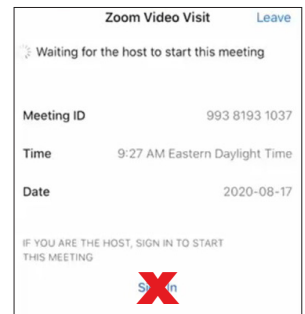 Zoom Video Visit Leave
Waiting for the host to start this meeting
Meeting ID 993 8193 1037
Time 9:27 AM Eastern Daylight Time
Date 2020-08-17
IF YOU ARE THE HOST, SIGN IN TO START
THIS MEETING